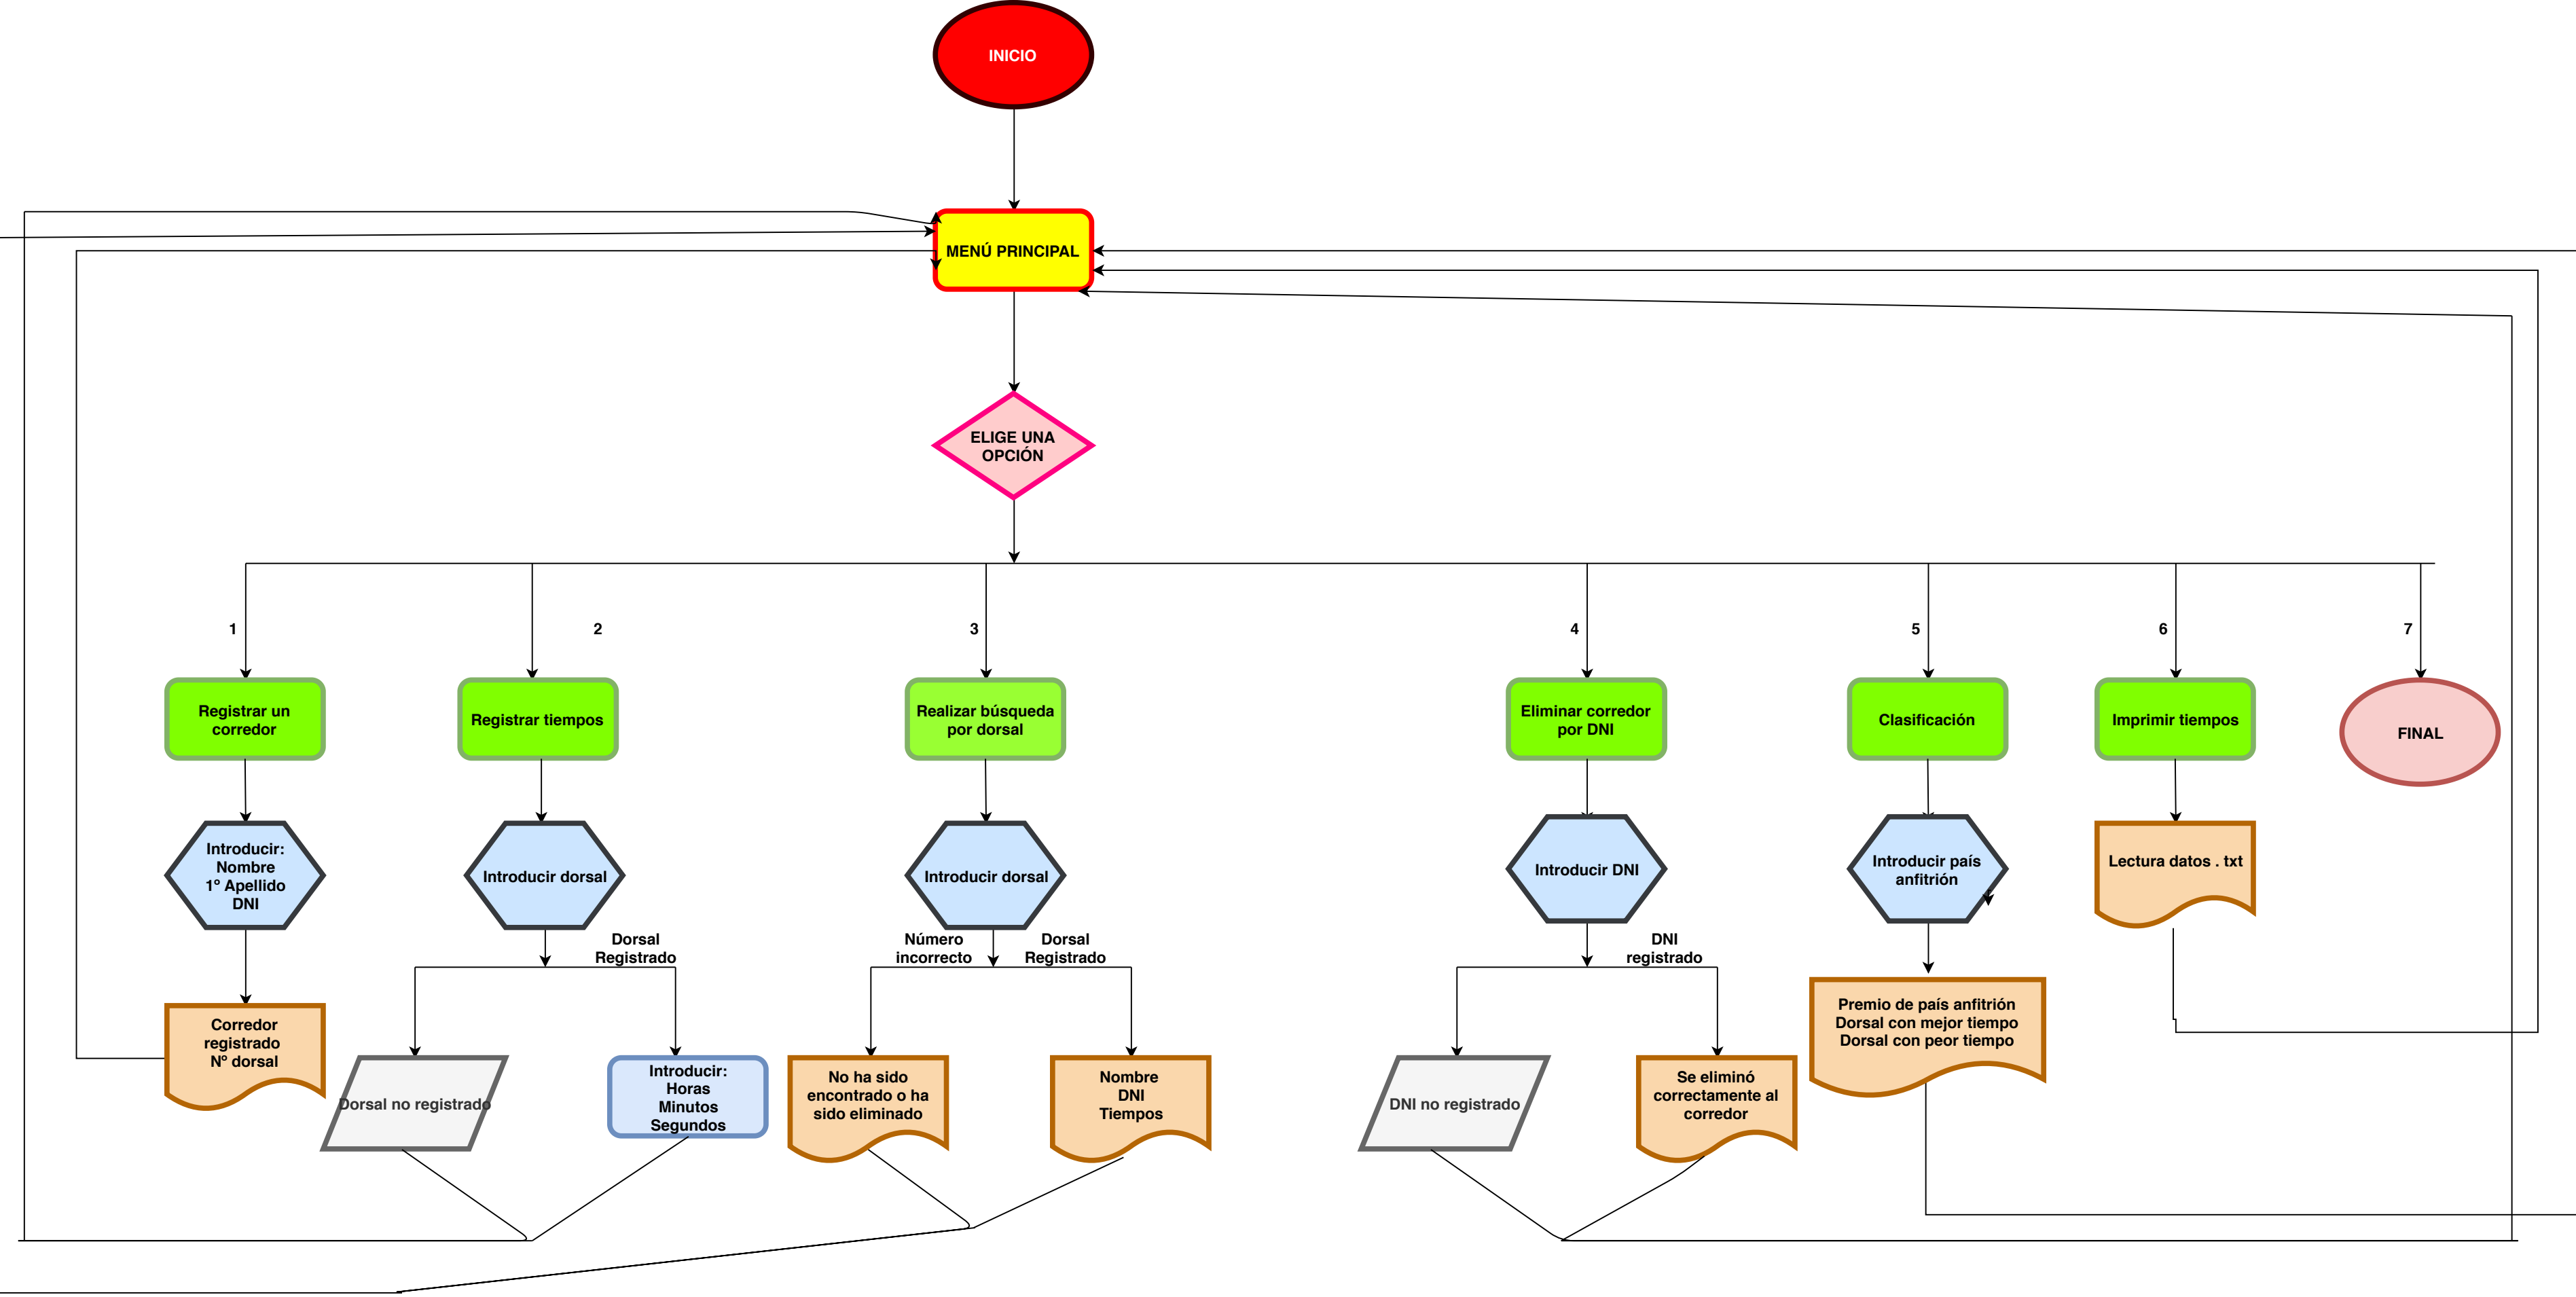 INICIO
MENÚ PRINCIPAL
ELIGE UNA
OPCIÓN
1
2
3
4
5
6
7
Registrar un
corredor
Registrar tiempos
Realizar búsqueda
por dorsal
Eliminar corredor
por DNI
Clasificación
Imprimir tiempos
FINAL
Introducir:
Nombre
1º Apellido
DNI
Introducir dorsal
Introducir dorsal
Introducir DNI
Introducir país
anfitrión
Lectura datos . txt
Dorsal
Registrado
Número
incorrecto
Dorsal
Registrado
DNI
registrado
Corredor
registrado
Nº dorsal
Dorsal no registrado
Introducir:
Horas
Minutos
Segundos
No ha sido
encontrado o ha
sido eliminado
Nombre
DNI
Tiempos
DNI no registrado
Se eliminó
correctamente al
corredor
Premio de país anfitrión
Dorsal con mejor tiempo
Dorsal con peor tiempo